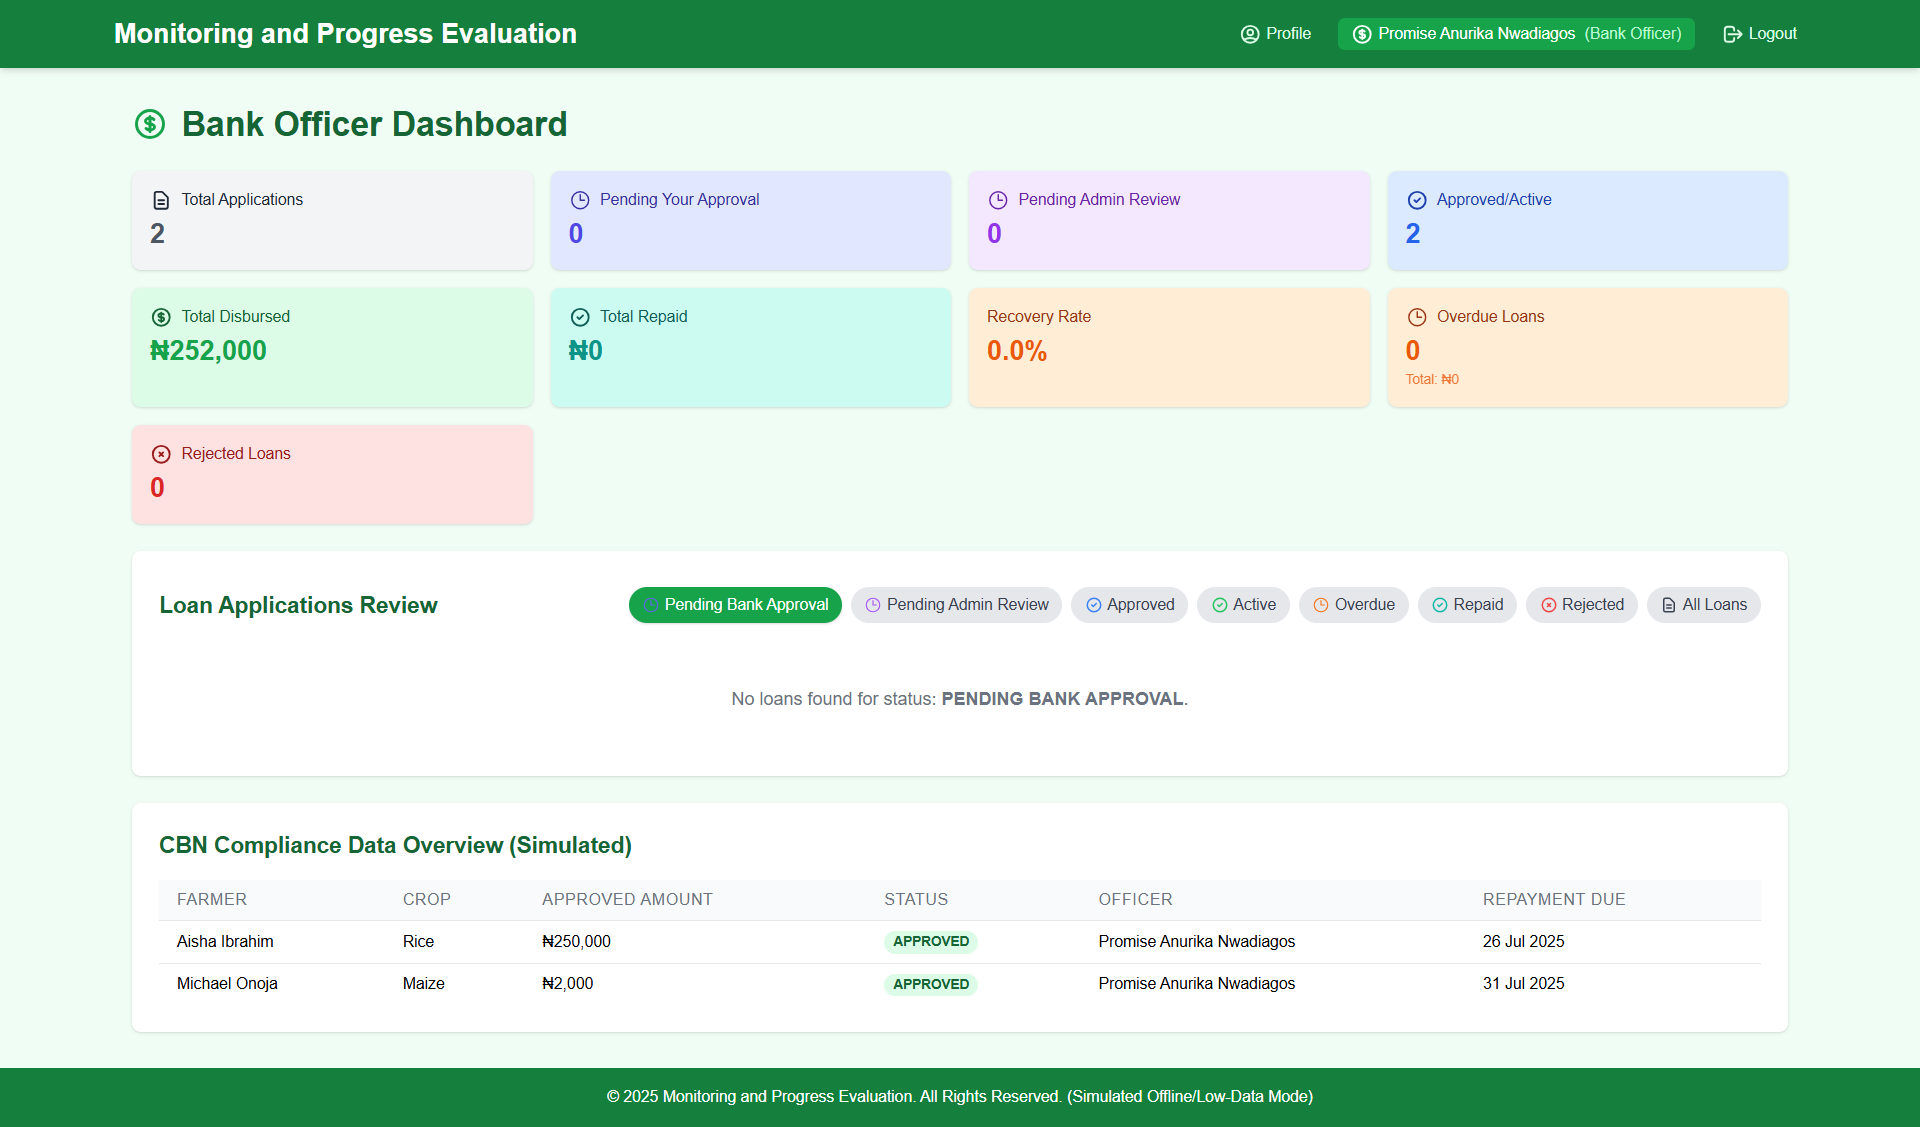 Monitoring and Progress Evaluation
Profile
Promise Anurika Nwadiagos (Bank Officer)
Logout
Bank Officer Dashboard
Total Applications
2
Pending Your Approval
0
Pending Admin Review
0
Approved/Active
2
Total Disbursed
₦252,000
Total Repaid
₦0
Recovery Rate
0.0%
Overdue Loans
0
Total: ₦0
Rejected Loans
0
Loan Applications Review
Pending Bank Approval
Pending Admin Review
Approved
Active
Overdue
Repaid
Rejected
All Loans
No loans found for status: PENDING BANK APPROVAL.
CBN Compliance Data Overview (Simulated)
FARMER CROP APPROVED AMOUNT STATUS OFFICER REPAYMENT DUE
Aisha Ibrahim Rice ₦250,000 APPROVED Promise Anurika Nwadiagos 26 Jul 2025
Michael Onoja Maize ₦2,000 APPROVED Promise Anurika Nwadiagos 31 Jul 2025
© 2025 Monitoring and Progress Evaluation. All Rights Reserved. (Simulated Offline/Low-Data Mode)